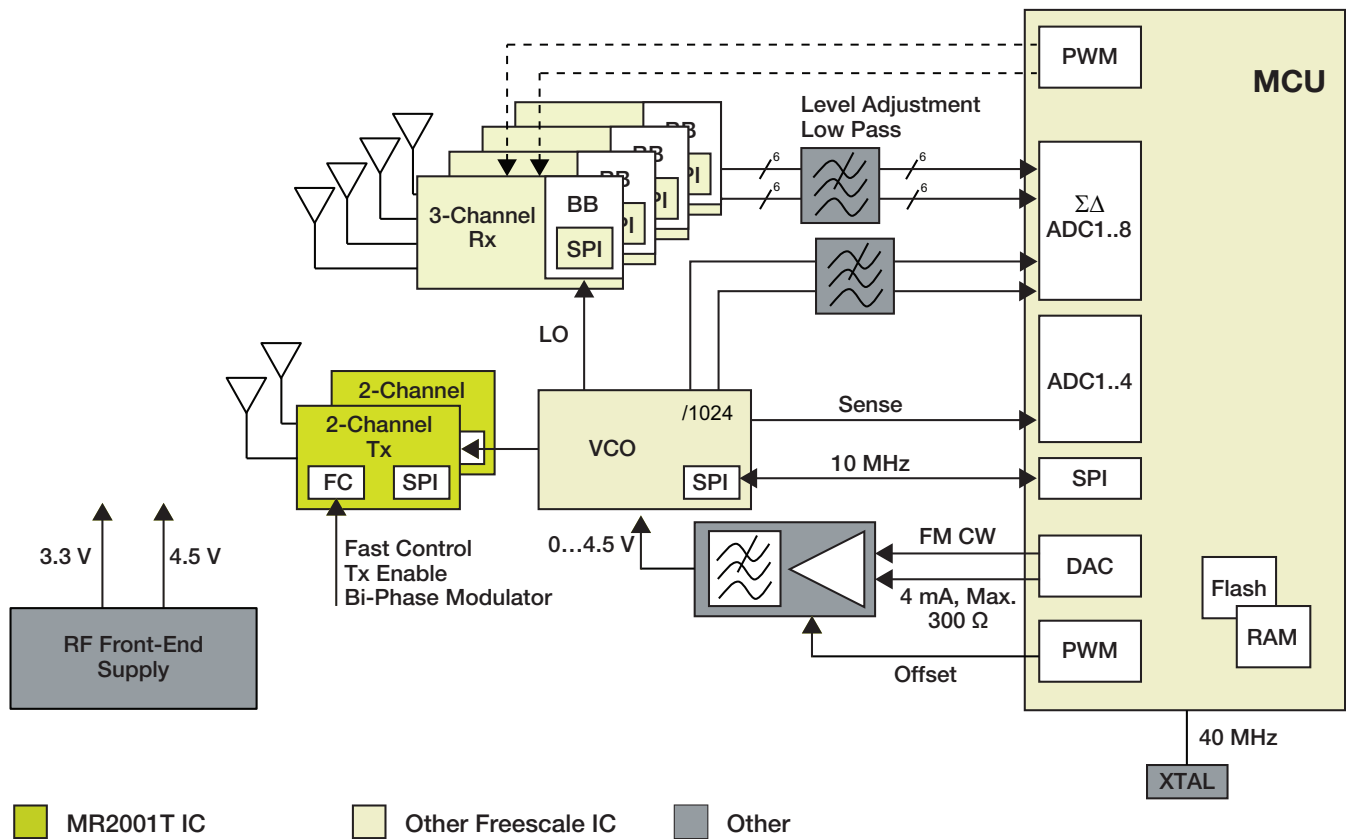 PWM
MCU
Level Adjustment
Low Pass
BB
BB
BB
6
6
6
6
PI
PI
PI
3-Channel
Rx
BB
SPI
ΣΔ
ADC1..8
LO
ADC1..4
2-Channel
2-Channel
Tx
FC
SPI
/1024
VCO
SPI
Sense
10 MHz
SPI
3.3 V
4.5 V
Fast Control
Tx Enable
Bi-Phase Modulator
0...4.5 V
FM CW
4 mA, Max.
300 Ω
DAC
Flash
RAM
PWM
Offset
RF Front-End
Supply
40 MHz
XTAL
MR2001T IC
Other Freescale IC
Other